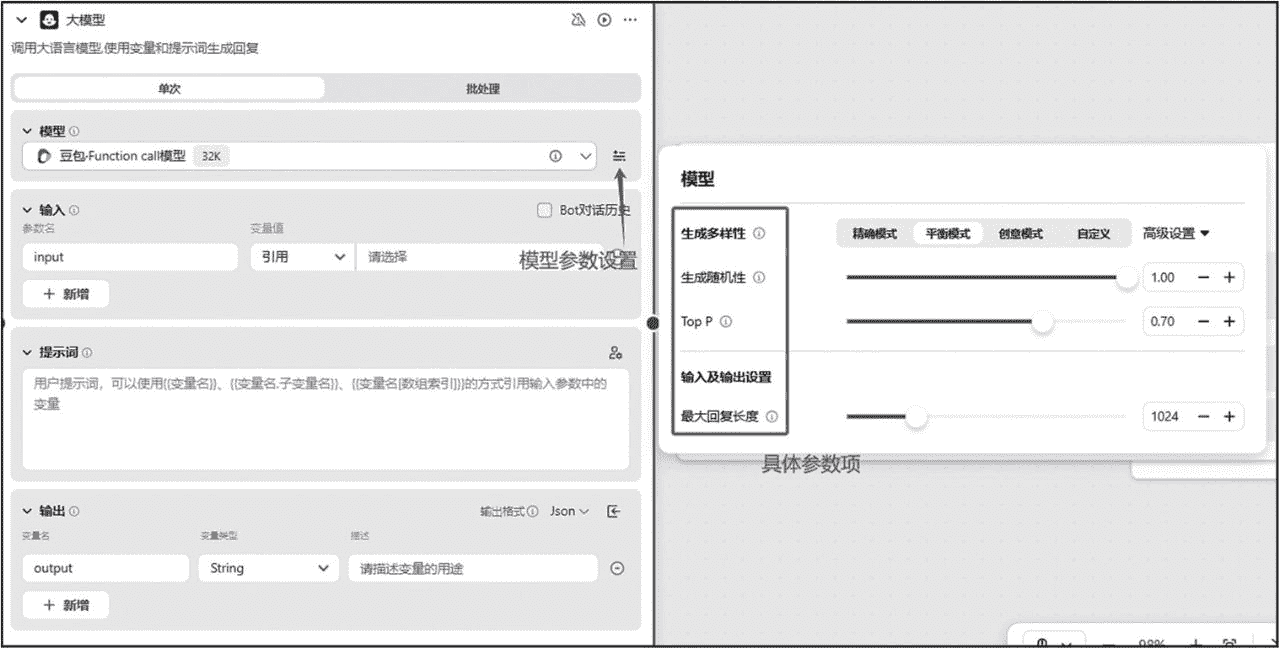 大模型
调用大语言模型,使用变量和提示词生成回复
单次 批处理
模型
豆包·Function call模型 32K
输入 Bot对话历史
参数名 变量值
input 引用 请选择
模型参数设置
+ 新增
提示词
用户提示词，可以使用{{变量名}}、{{变量名.子变量名}}、{{变量名[数组索引]}}的方式引用输入参数中的
变量
输出 输出格式 Json
变量名 变量类型 描述
output String 请描述变量的用途
+ 新增
模型
生成多样性 精确模式 平衡模式 创意模式 自定义 高级设置
生成随机性 1.00 − +
Top P 0.70 − +
输入及输出设置
最大回复长度 1024 − +
具体参数项
98%